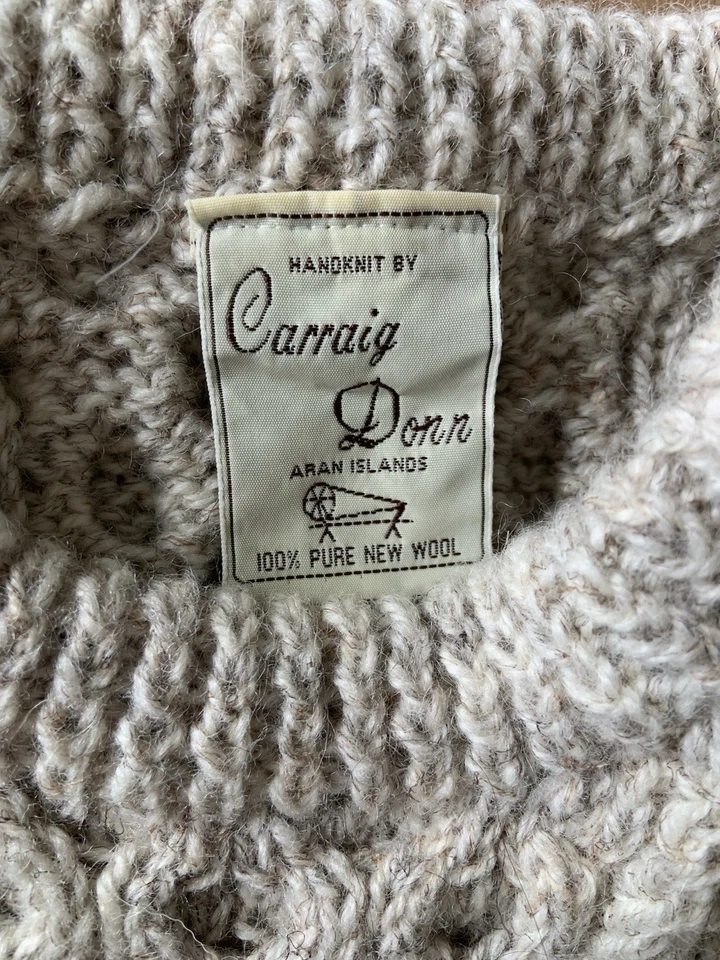 HANDKNIT BY
Carraig
Donn
ARAN ISLANDS
100% PURE NEW WOOL